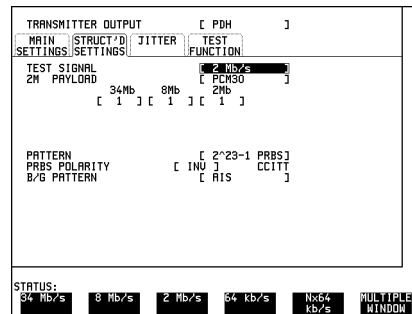 TRANSMITTER OUTPUT [ PDH ]
MAIN SETTINGS STRUCT'D SETTINGS JITTER TEST FUNCTION
TEST SIGNAL [ 2 Mb/s ]
2M PAYLOAD [ PCM30 ]
34Mb 8Mb 2Mb
[ 1 ] [ 1 ] [ 1 ]
PATTERN [ 2^23-1 PRBS]
PRBS POLARITY [ INV ] CCITT
B/G PATTERN [ AIS ]
STATUS:
34 Mb/s 8 Mb/s 2 Mb/s 64 kb/s Nx64 kb/s MULTIPLE WINDOW